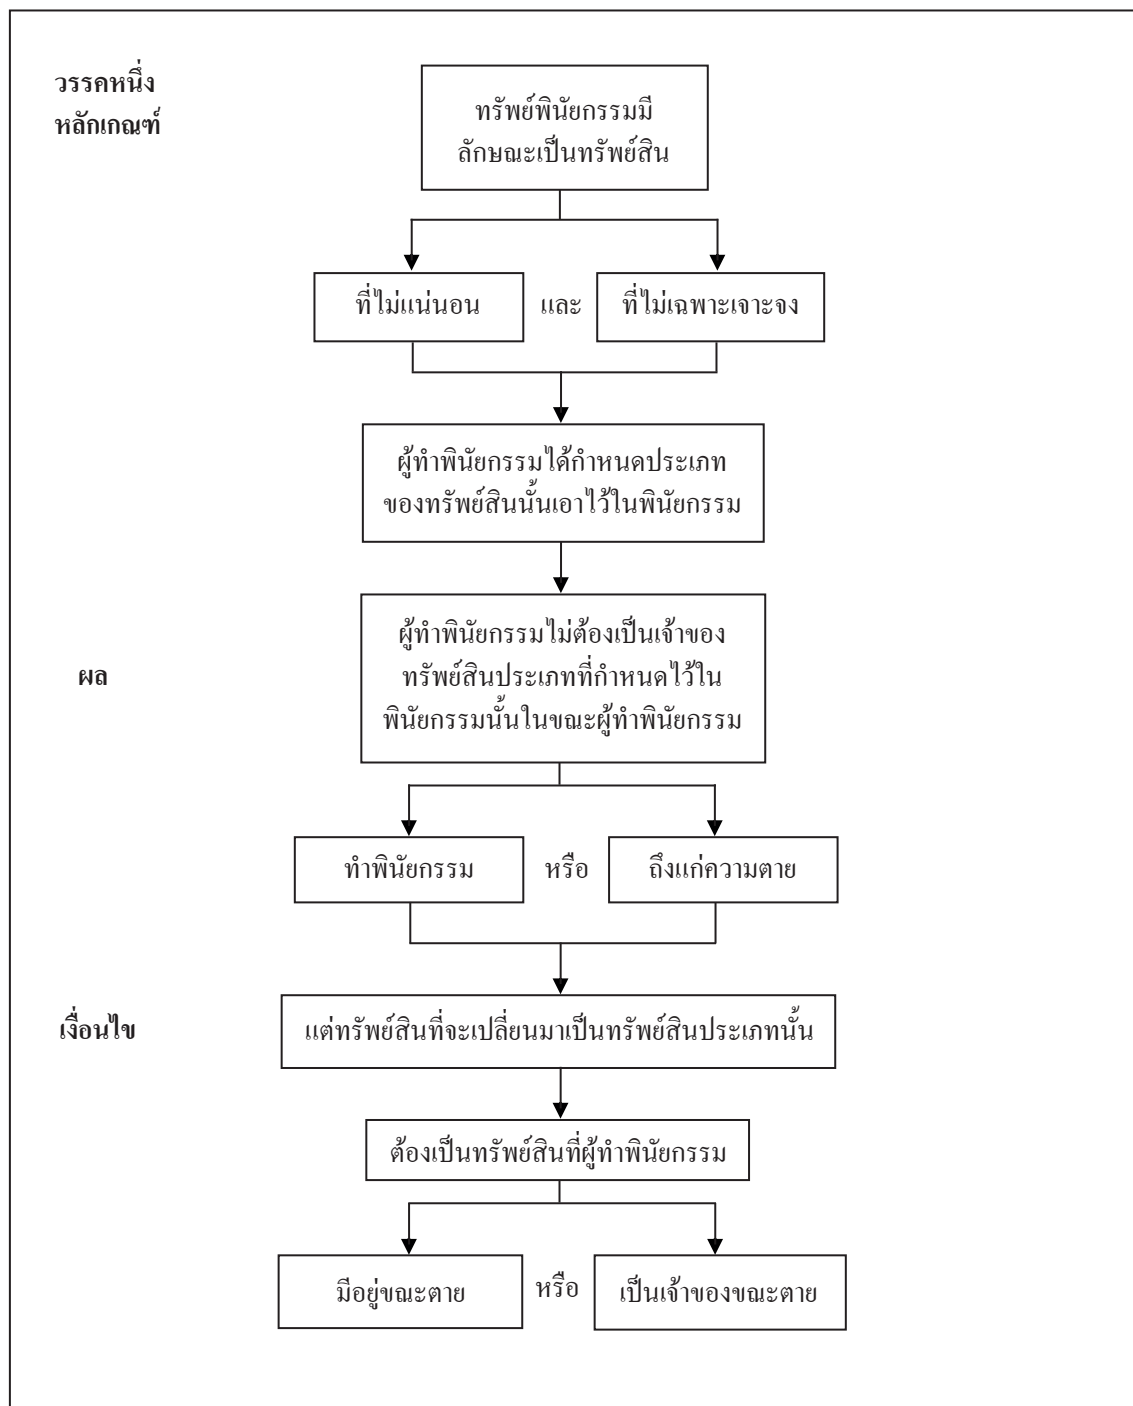 วรรคหนึ่ง
หลักเกณฑ์
ทรัพย์พินัยกรรมมี
ลักษณะเป็นทรัพย์สิน
ที่ไม่แน่นอน และ ที่ไม่เฉพาะเจาะจง
ผู้ทำพินัยกรรมได้กำหนดประเภท
ของทรัพย์สินนั้นเอาไว้ในพินัยกรรม
ผล
ผู้ทำพินัยกรรมไม่ต้องเป็นเจ้าของ
ทรัพย์สินประเภทที่กำหนดไว้ใน
พินัยกรรมนั้นในขณะผู้ทำพินัยกรรม
ทำพินัยกรรม หรือ ถึงแก่ความตาย
เงื่อนไข
แต่ทรัพย์สินที่จะเปลี่ยนมาเป็นทรัพย์สินประเภทนั้น
ต้องเป็นทรัพย์สินที่ผู้ทำพินัยกรรม
มีอยู่ขณะตาย หรือ เป็นเจ้าของขณะตาย